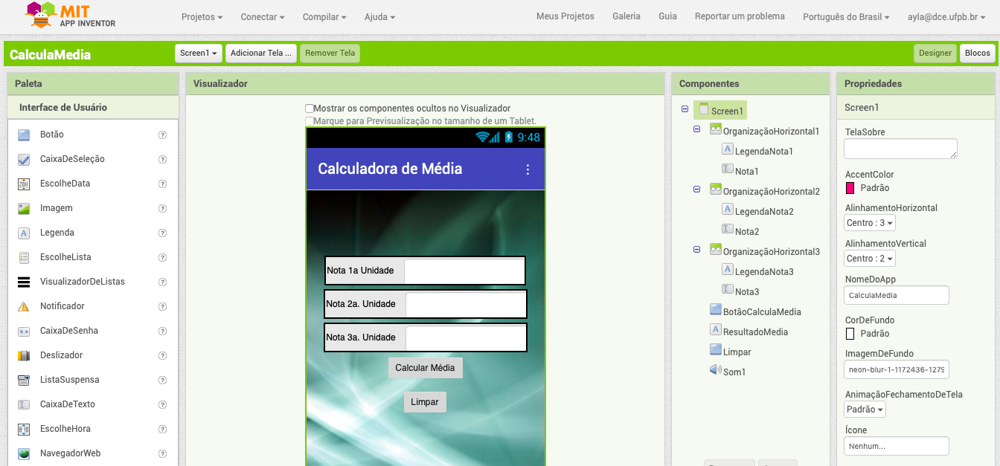 MIT
APP INVENTOR
Projetos Conectar Compilar Ajuda Meus Projetos Galeria Guia Reportar um problema Português do Brasil ayla@dce.ufpb.br
CalculaMedia Screen1 Adicionar Tela ... Remover Tela Designer Blocos
Paleta
Interface de Usuário
Botão
CaixaDeSeleção
EscolheData
Imagem
Legenda
EscolheLista
VisualizadorDeListas
Notificador
CaixaDeSenha
Deslizador
ListaSuspensa
CaixaDeTexto
EscolheHora
NavegadorWeb
Visualizador
Mostrar os componentes ocultos no Visualizador
Marque para Previsualização no tamanho de um Tablet.
9:48
Calculadora de Média
Nota 1a Unidade
Nota 2a. Unidade
Nota 3a. Unidade
Calcular Média
Limpar
Componentes
Screen1
OrganizaçãoHorizontal1
LegendaNota1
Nota1
OrganizaçãoHorizontal2
LegendaNota2
Nota2
OrganizaçãoHorizontal3
LegendaNota3
Nota3
BotãoCalculaMedia
ResultadoMedia
Limpar
Som1
Propriedades
Screen1
TelaSobre
AccentColor
Padrão
AlinhamentoHorizontal
Centro : 3
AlinhamentoVertical
Centro : 2
NomeDoApp
CalculaMedia
CorDeFundo
Padrão
ImagemDeFundo
neon-blur-1-1172436-1279
AnimaçãoFechamentoDeTela
Padrão
Ícone
Nenhum...